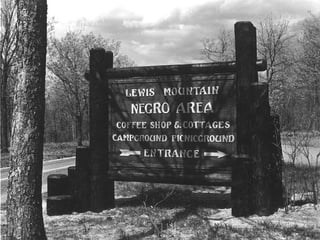 LEWIS MOUNTAIN
NEGRO AREA
COFFEE SHOP & COTTAGES
CAMPGROUND PICNICGROUND
ENTRANCE